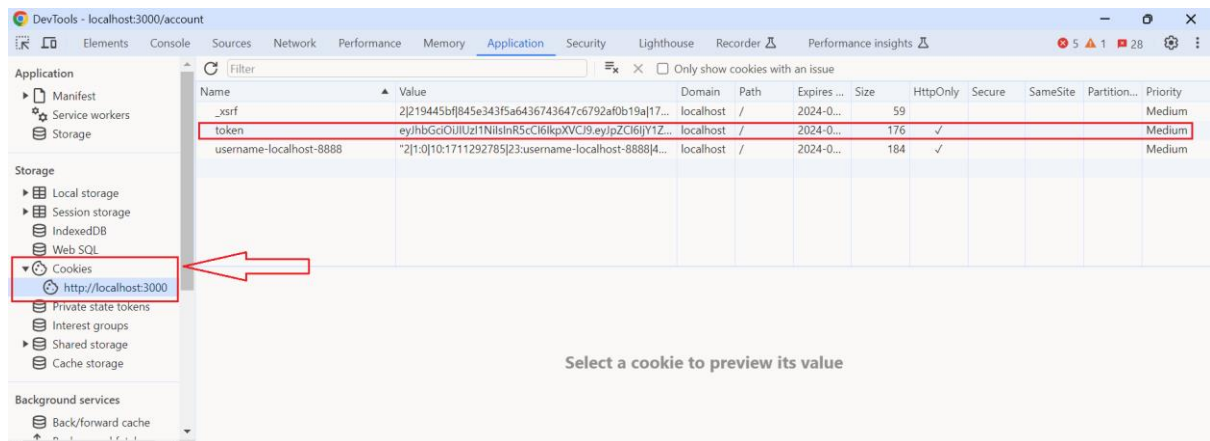 DevTools - localhost:3000/account
Elements Console Sources Network Performance Memory Application Security Lighthouse Recorder Performance insights 5 1 28
Application
Manifest
Service workers
Storage
Storage
Local storage
Session storage
IndexedDB
Web SQL
Cookies
http://localhost:3000
Private state tokens
Interest groups
Shared storage
Cache storage
Background services
Back/forward cache
Filter Only show cookies with an issue
Name Value Domain Path Expires ... Size HttpOnly Secure SameSite Partition... Priority
_xsrf 2|219445bf|845e343f5a6436743647c6792af0b19a|17... localhost / 2024-0... 59 Medium
token localhost / 2024-0... 176 ✓ Medium
username-localhost-8888 "2|1:0|10:1711292785|23:username-localhost-8888|4... localhost / 2024-0... 184 ✓ Medium
Select a cookie to preview its value